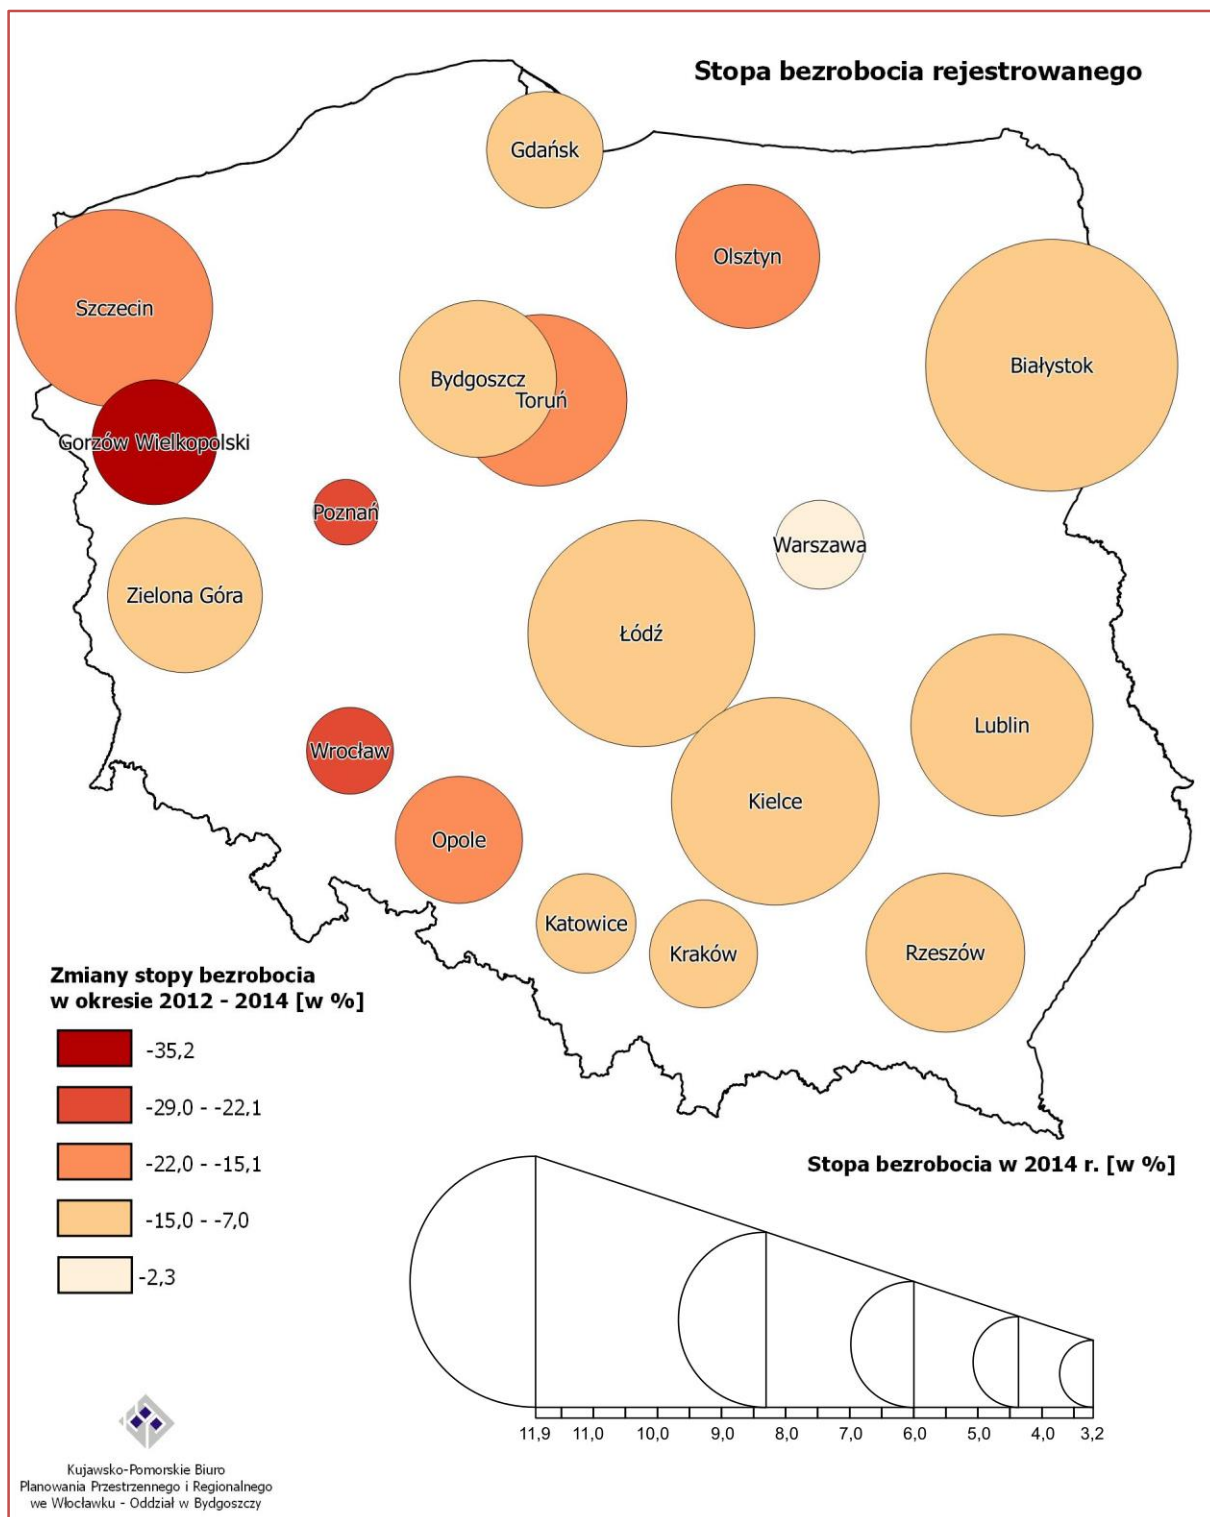 Stopa bezrobocia rejestrowanego
Gdańsk
Olsztyn
Szczecin
Białystok
Bydgoszcz
Toruń
Gorzów Wielkopolski
Poznań
Warszawa
Zielona Góra
Łódź
Lublin
Wrocław
Kielce
Opole
Katowice
Kraków
Rzeszów
Zmiany stopy bezrobocia
w okresie 2012 - 2014 [w %]
-35,2
-29,0 - -22,1
-22,0 - -15,1
-15,0 - -7,0
-2,3
Stopa bezrobocia w 2014 r. [w %]
11,9 11,0 10,0 9,0 8,0 7,0 6,0 5,0 4,0 3,2
Kujawsko-Pomorskie Biuro
Planowania Przestrzennego i Regionalnego
we Włocławku - Oddział w Bydgoszczy